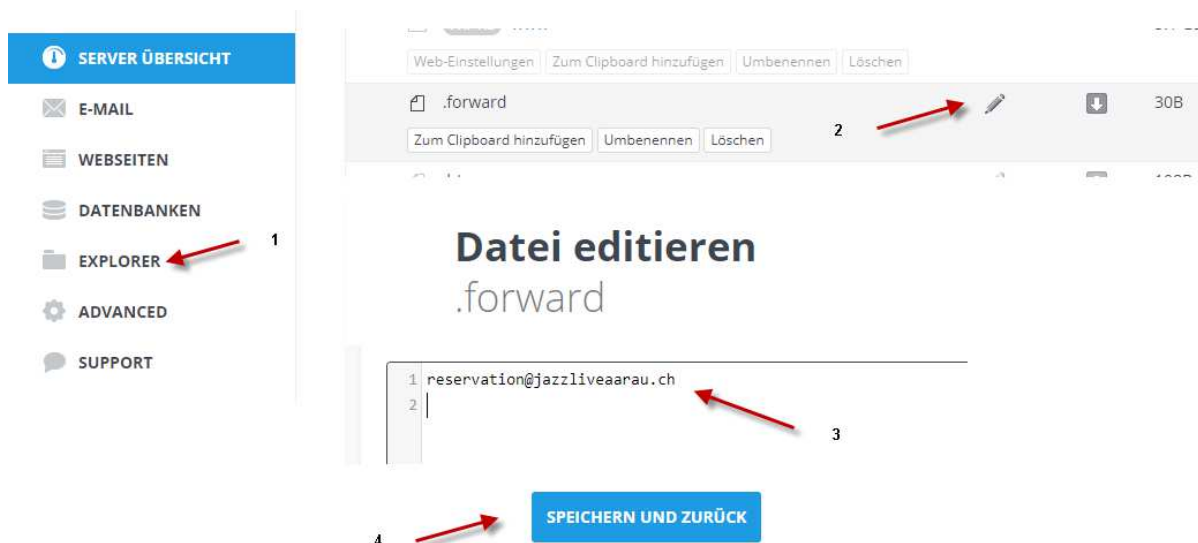 SERVER ÜBERSICHT
E-MAIL
WEBSEITEN
DATENBANKEN
EXPLORER
1
ADVANCED
SUPPORT
Web-Einstellungen Zum Clipboard hinzufügen Umbenennen Löschen
.forward 30B
2
Zum Clipboard hinzufügen Umbenennen Löschen
Datei editieren
.forward
1 reservation@jazzliveaarau.ch
2
3
SPEICHERN UND ZURÜCK
4